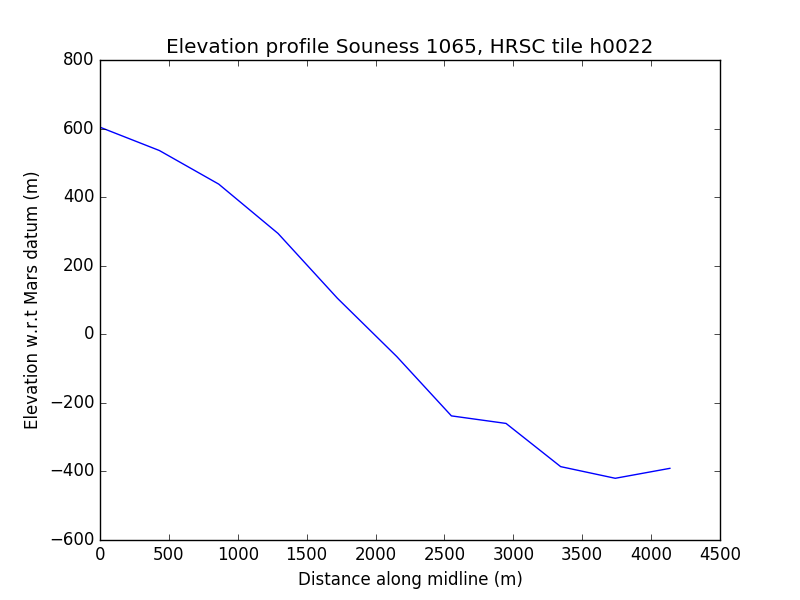 Elevation profile Souness 1065, HRSC tile h0022
800
600
400
200
0
−200
−400
−600
Elevation w.r.t Mars datum (m)
0 500 1000 1500 2000 2500 3000 3500 4000 4500
Distance along midline (m)